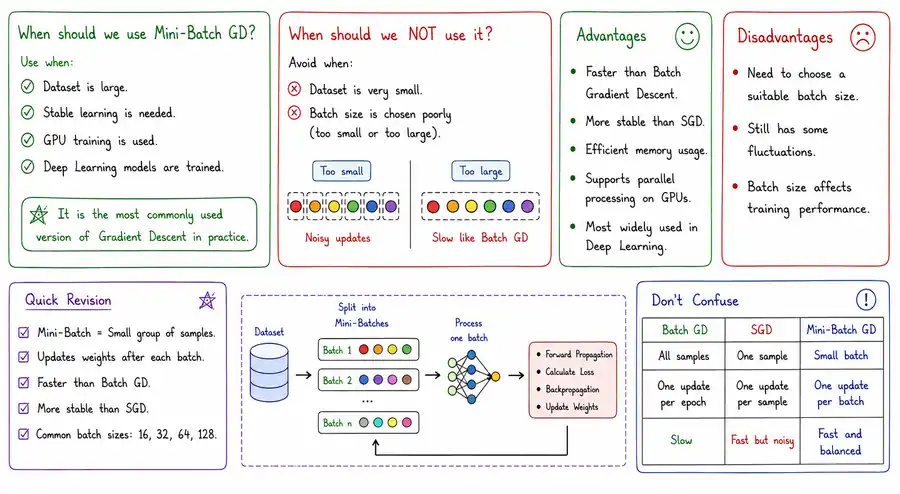 When should we use Mini-Batch GD?
Use when:
Dataset is large.
Stable learning is needed.
GPU training is used.
Deep Learning models are trained.
It is the most commonly used
version of Gradient Descent in practice.
When should we NOT use it?
Avoid when:
Dataset is very small.
Batch size is chosen poorly
(too small or too large).
Too small
Noisy updates
Too large
Slow like Batch GD
Advantages
• Faster than Batch
Gradient Descent.
• More stable than SGD.
• Efficient memory usage.
• Supports parallel
processing on GPUs.
• Most widely used in
Deep Learning.
Disadvantages
• Need to choose a
suitable batch size.
• Still has some
fluctuations.
• Batch size affects
training performance.
Quick Revision
Mini-Batch = Small group of samples.
Updates weights after each batch.
Faster than Batch GD.
More stable than SGD.
Common batch sizes: 16, 32, 64, 128.
Dataset
Split into
Mini-Batches
Batch 1
Batch 2
...
Batch n
Process
one batch
• Forward Propagation
• Calculate Loss
• Backpropagation
• Update Weights
Don't Confuse
!
Batch GD SGD Mini-Batch GD
All samples One sample Small batch
One update One update One update
per epoch per sample per batch
Slow Fast but noisy Fast and
balanced